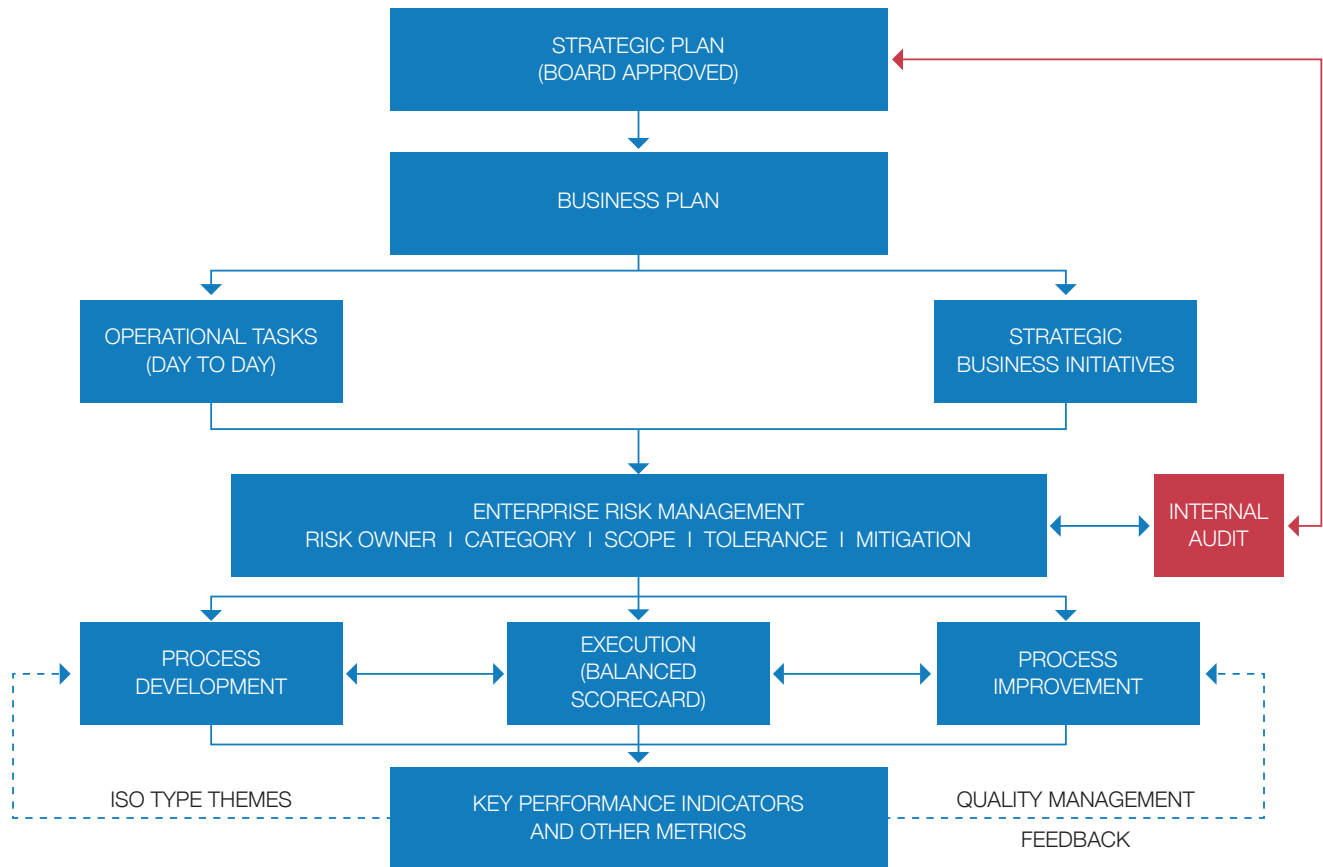 STRATEGIC PLAN
(BOARD APPROVED)
BUSINESS PLAN
OPERATIONAL TASKS
(DAY TO DAY)
STRATEGIC
BUSINESS INITIATIVES
ENTERPRISE RISK MANAGEMENT
RISK OWNER I CATEGORY I SCOPE I TOLERANCE I MITIGATION
INTERNAL
AUDIT
PROCESS
DEVELOPMENT
EXECUTION
(BALANCED
SCORECARD)
PROCESS
IMPROVEMENT
ISO TYPE THEMES
KEY PERFORMANCE INDICATORS
AND OTHER METRICS
QUALITY MANAGEMENT
FEEDBACK